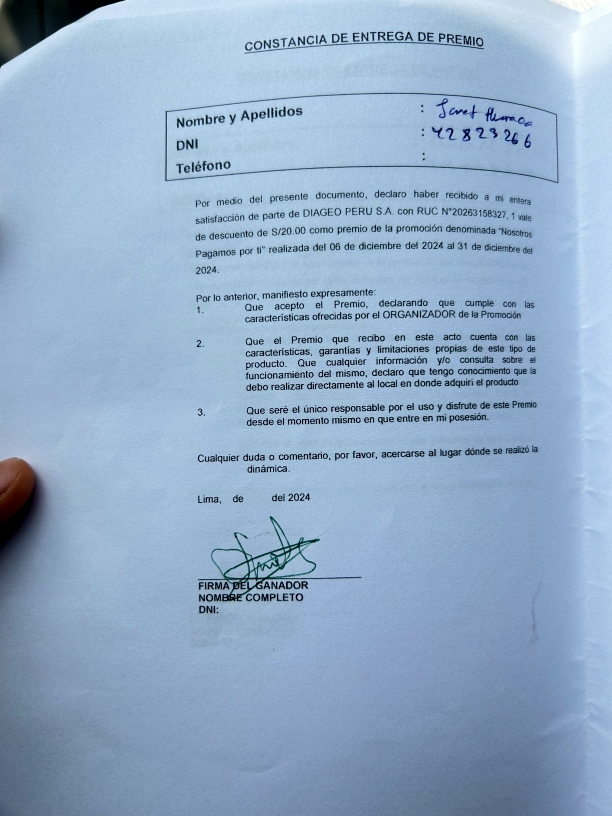 CONSTANCIA DE ENTREGA DE PREMIO
Nombre y Apellidos : Janet
DNI : 42823266
Teléfono :
Por medio del presente documento, declaro haber recibido a mi entera
satisfacción de parte de DIAGEO PERU S.A. con RUC N°20263158327, 1 vale
de descuento de S/20.00 como premio de la promoción denominada "Nosotros
Pagamos por ti" realizada del 06 de diciembre del 2024 al 31 de diciembre del
2024.
Por lo anterior, manifiesto expresamente:
1. Que acepto el Premio, declarando que cumple con las
características ofrecidas por el ORGANIZADOR de la Promoción
2. Que el Premio que recibo en este acto cuenta con las
características, garantías y limitaciones propias de este tipo de
producto. Que cualquier información y/o consulta sobre el
funcionamiento del mismo, declaro que tengo conocimiento que la
debo realizar directamente al local en donde adquirí el producto
3. Que seré el único responsable por el uso y disfrute de este Premio
desde el momento mismo en que entre en mi posesión.
Cualquier duda o comentario, por favor, acercarse al lugar dónde se realizó la
dinámica.
Lima, de del 2024
FIRMA DEL GANADOR
NOMBRE COMPLETO
DNI: